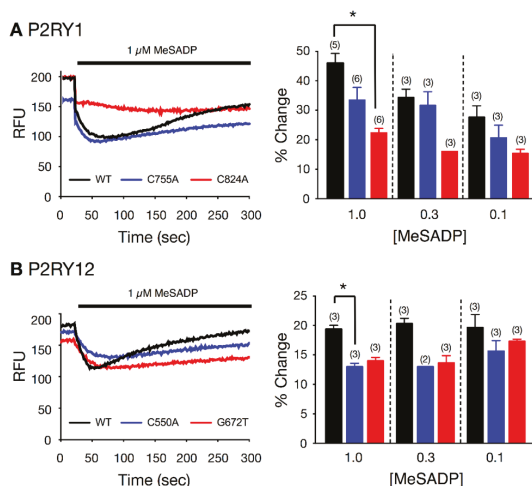 A P2RY1
1 µM MeSADP
RFU
200
150
100
50
0
WT C755A C824A
0 50 100 150 200 250 300
Time (sec)
% Change
50
40
30
20
10
0
*
(5) (6) (6) (3) (3) (3) (3) (3) (3)
1.0 0.3 0.1
[MeSADP]
B P2RY12
1 µM MeSADP
RFU
200
150
100
50
0
WT C550A G672T
0 50 100 150 200 250 300
Time (sec)
% Change
25
20
15
10
5
0
*
(3) (3) (3) (3) (2) (3) (3) (3) (3)
1.0 0.3 0.1
[MeSADP]